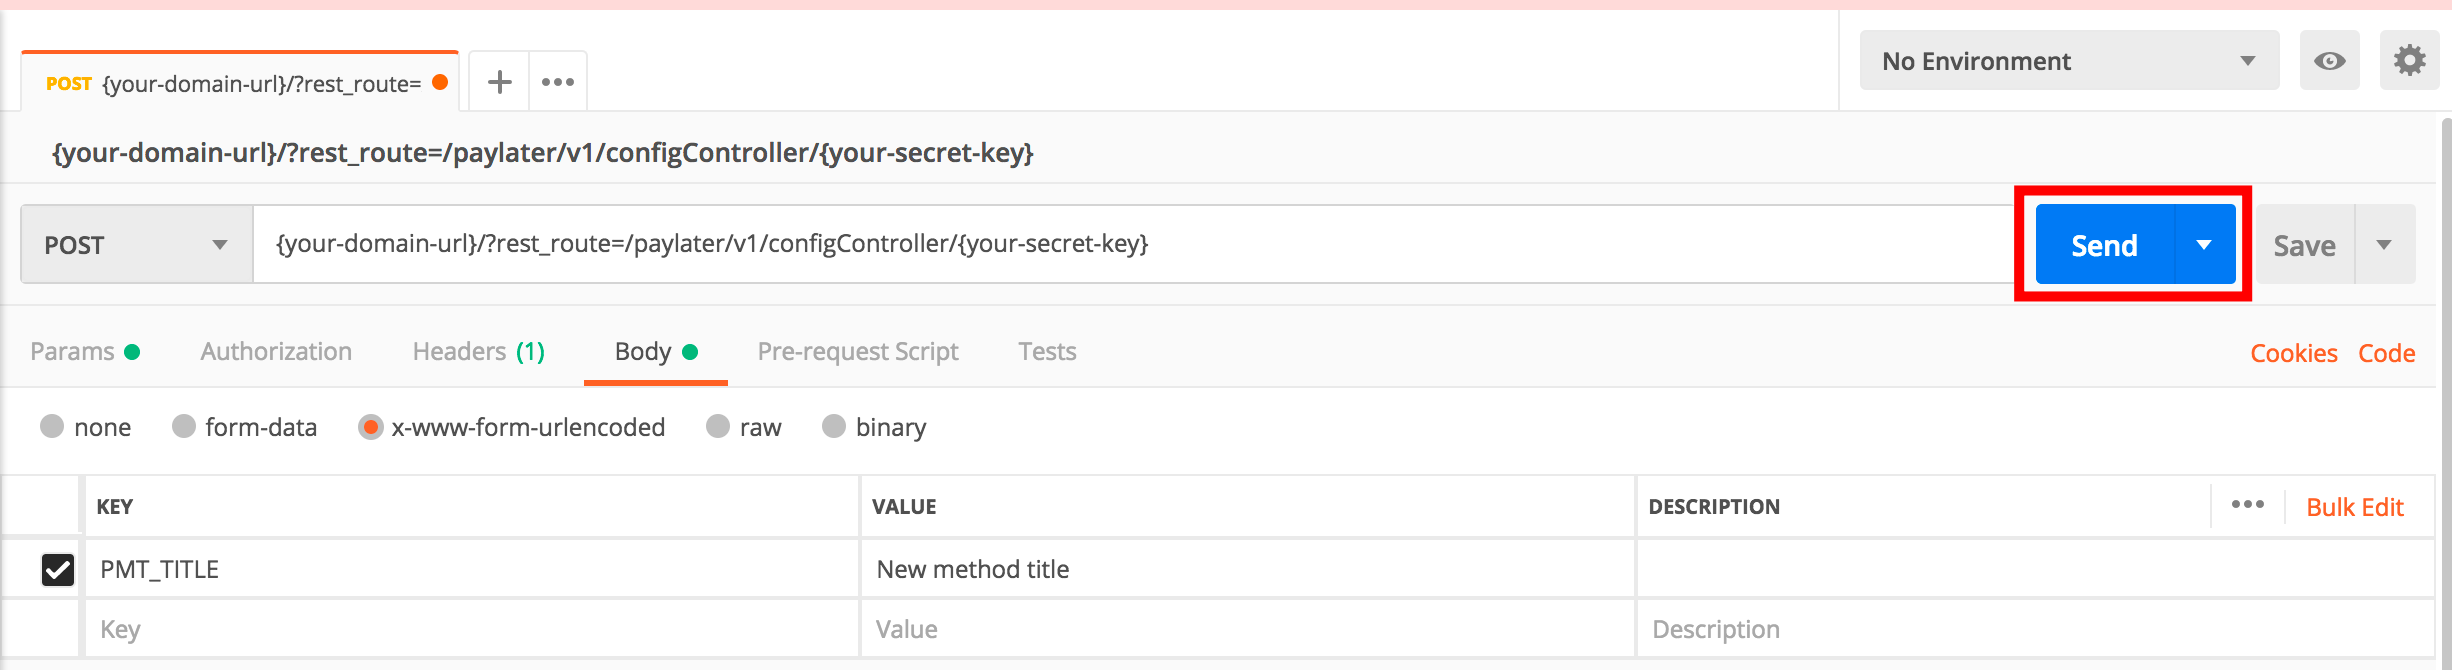 POST {your-domain-url}/?rest_route=
No Environment
{your-domain-url}/?rest_route=/paylater/v1/configController/{your-secret-key}
POST {your-domain-url}/?rest_route=/paylater/v1/configController/{your-secret-key} Send Save
Params Authorization Headers (1) Body Pre-request Script Tests Cookies Code
none form-data x-www-form-urlencoded raw binary
KEY VALUE DESCRIPTION Bulk Edit
PMT_TITLE New method title
Key Value Description